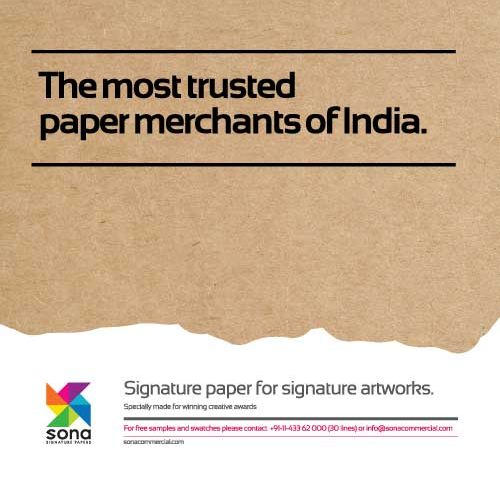 The most trusted
paper merchants of India.
Signature paper for signature artworks.
Specially made for winning creative awards
For free samples and swatches please contact +91-11-433 62 000 (30 lines) or info@sonacommercial.com
sonacommercial.com
sona
SIGNATURE PAPERS